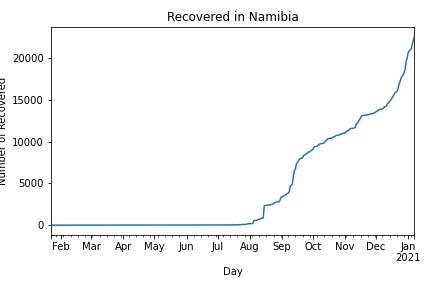 Recovered in Namibia
Number of Recovered
20000
15000
10000
5000
0
Feb Mar Apr May Jun Jul Aug Sep Oct Nov Dec Jan
2021
Day